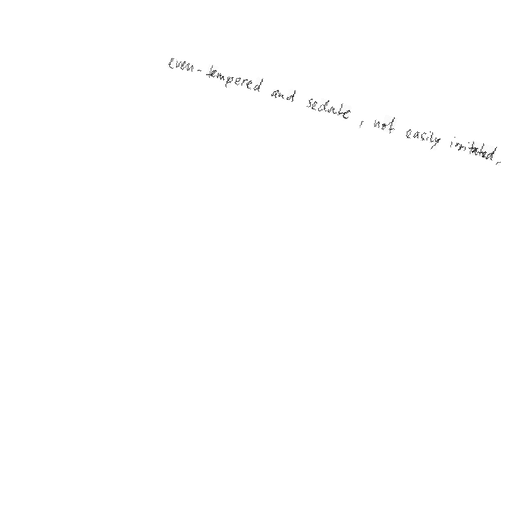 even-tempered and sedate, not easily irritated,